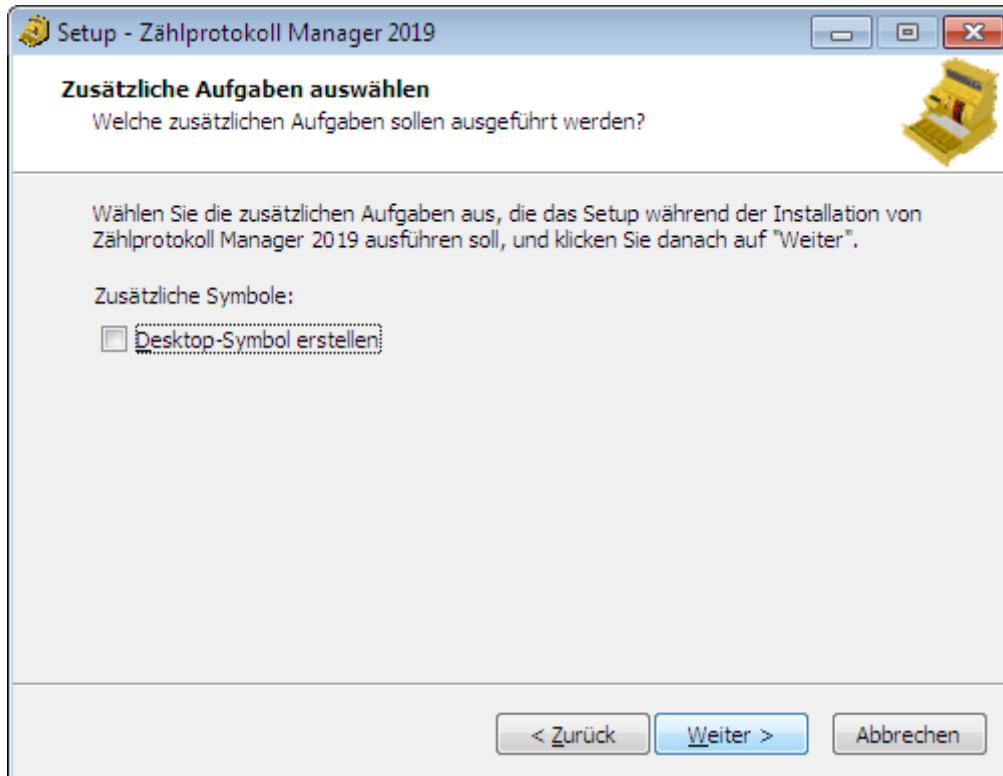 Setup - Zählprotokoll Manager 2019
Zusätzliche Aufgaben auswählen
Welche zusätzlichen Aufgaben sollen ausgeführt werden?
Wählen Sie die zusätzlichen Aufgaben aus, die das Setup während der Installation von
Zählprotokoll Manager 2019 ausführen soll, und klicken Sie danach auf "Weiter".
Zusätzliche Symbole:
Desktop-Symbol erstellen
< Zurück
Weiter >
Abbrechen